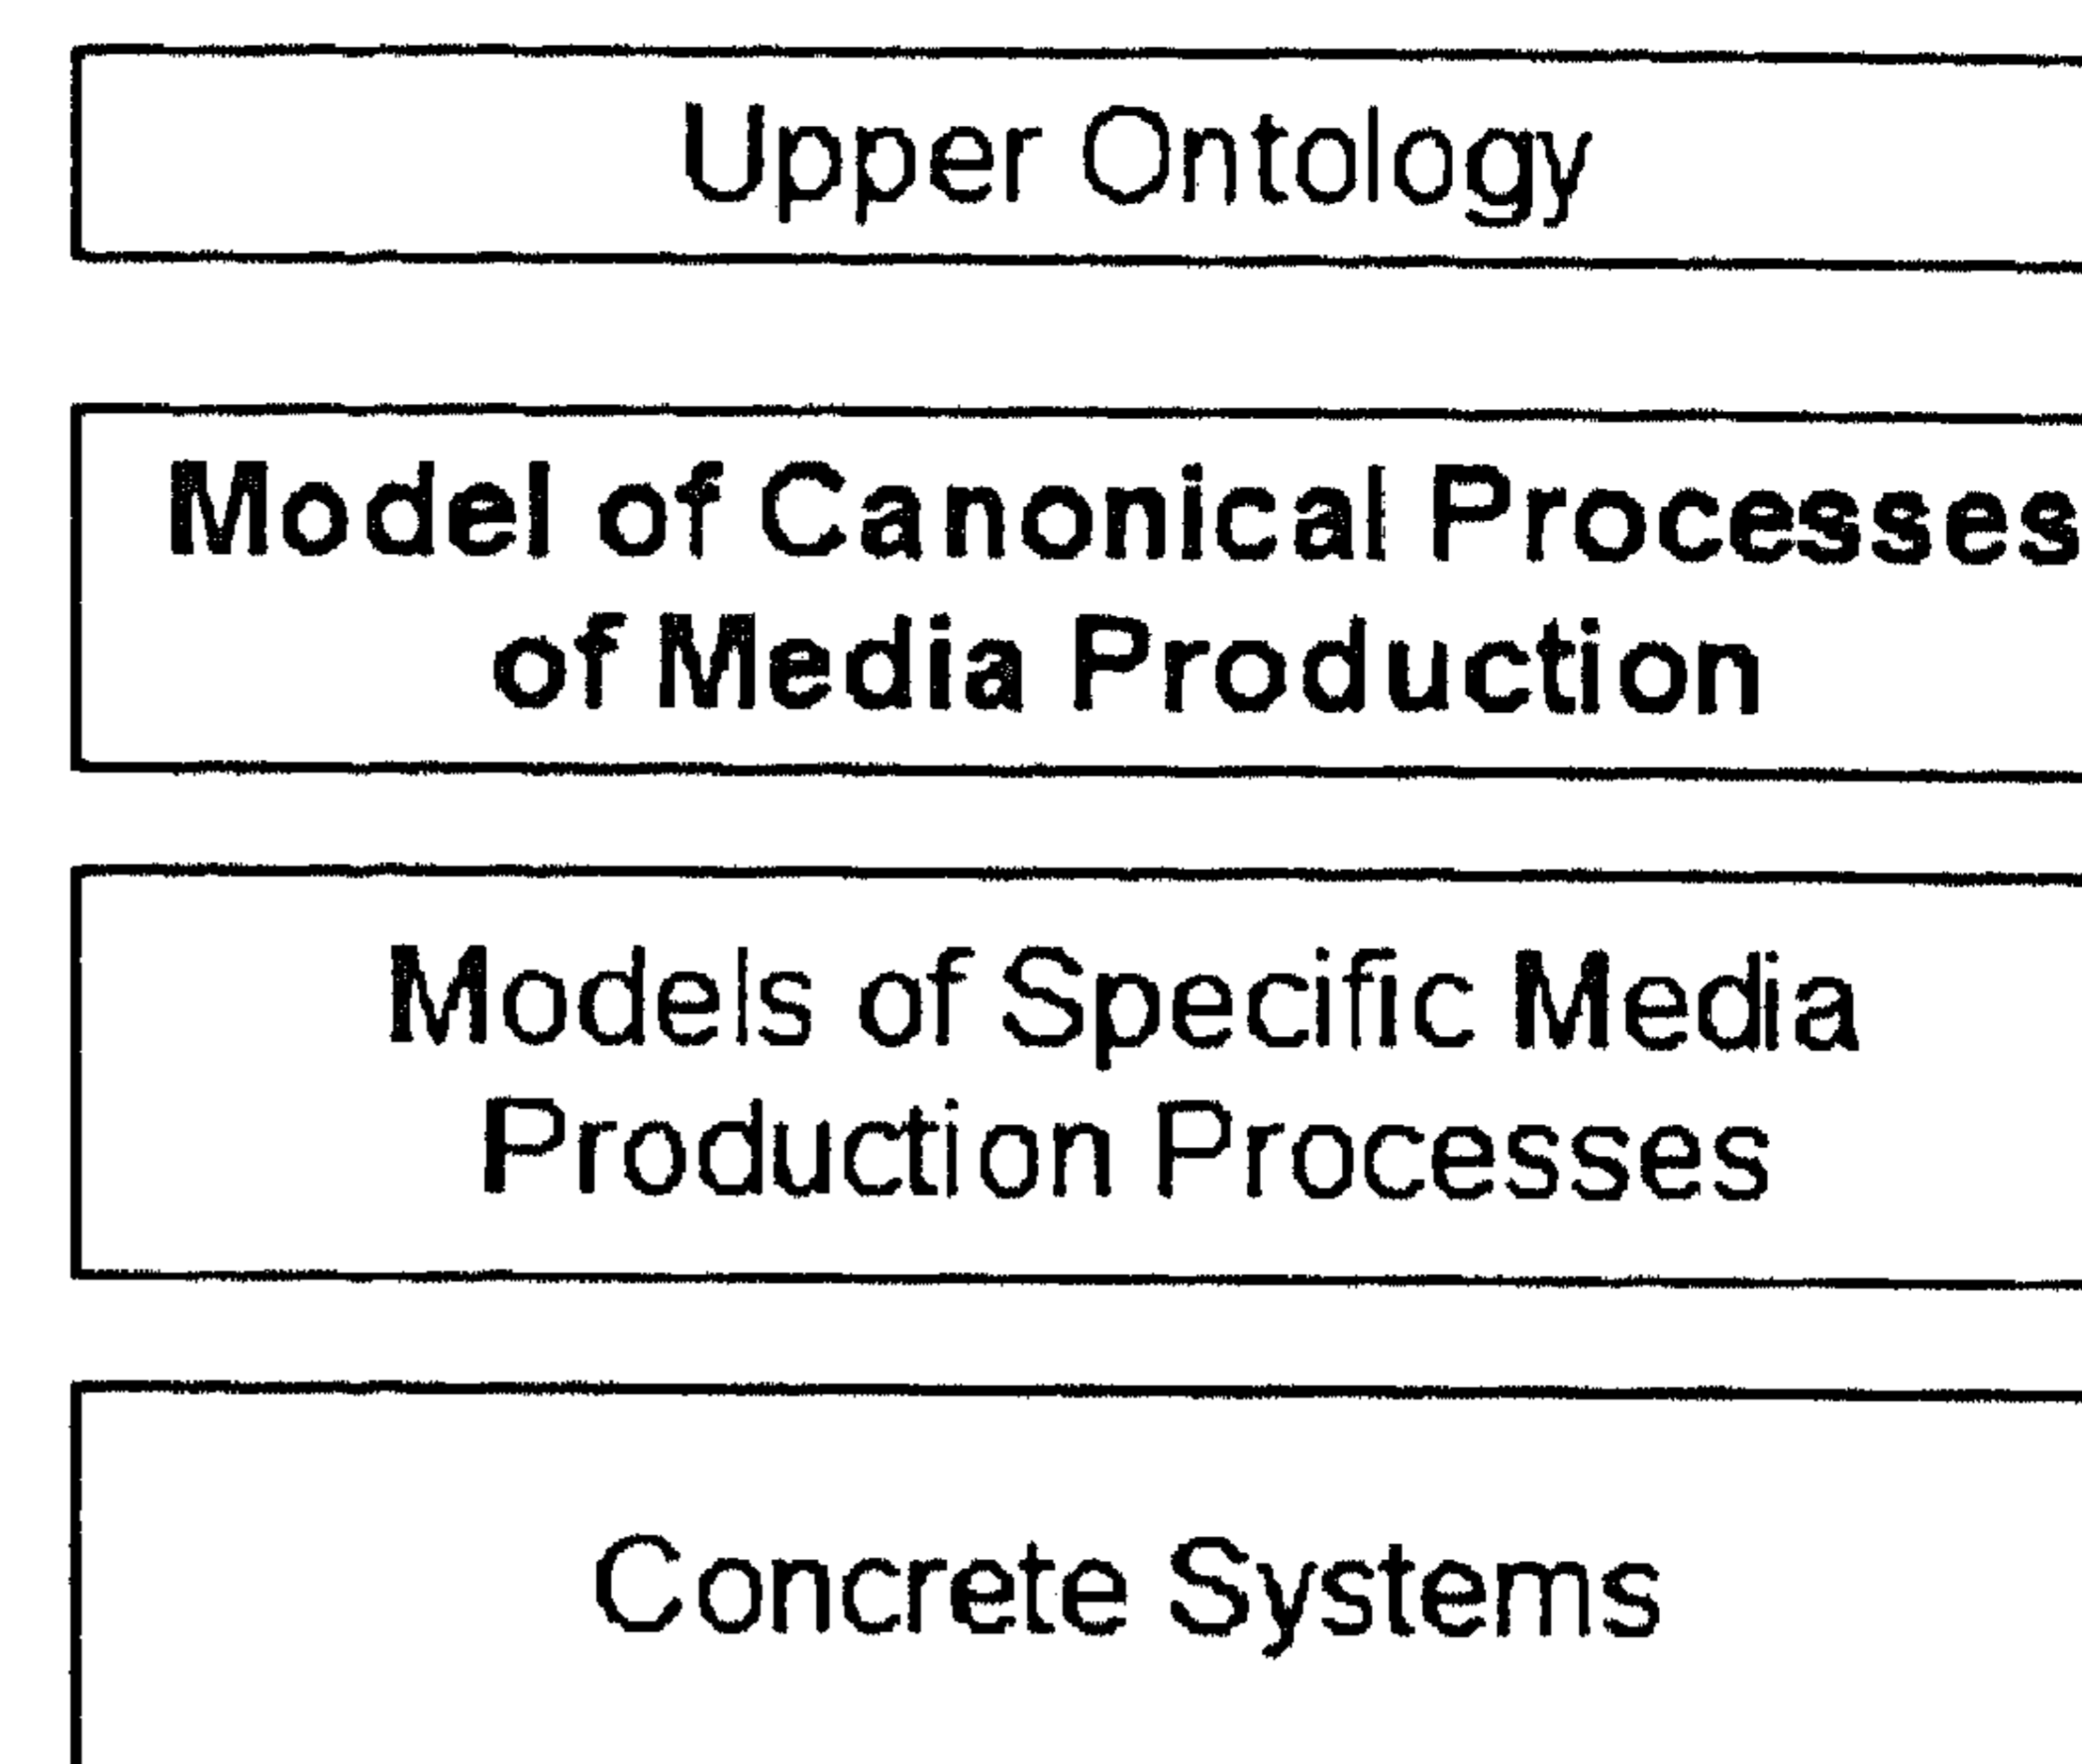 Upper Ontology
Model of Canonical Processes
of Media Production
Models of Specific Media
Production Processes
Concrete Systems